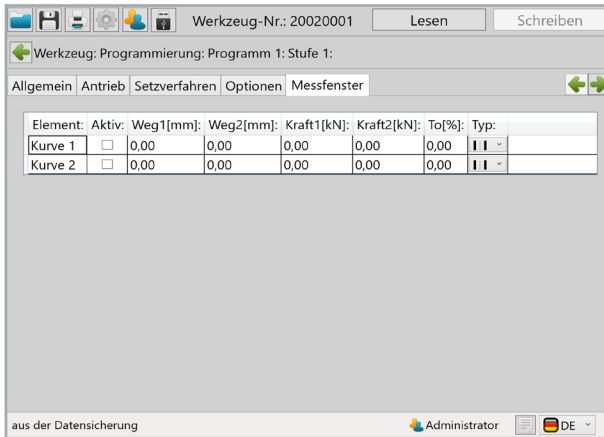 Werkzeug-Nr.: 20020001 Lesen Schreiben
Werkzeug: Programmierung: Programm 1: Stufe 1:
Allgemein Antrieb Setzverfahren Optionen Messfenster
Element: Aktiv: Weg1[mm]: Weg2[mm]: Kraft1[kN]: Kraft2[kN]: To[%]: Typ:
Kurve 1 0,00 0,00 0,00 0,00 0,00
Kurve 2 0,00 0,00 0,00 0,00 0,00
aus der Datensicherung Administrator DE